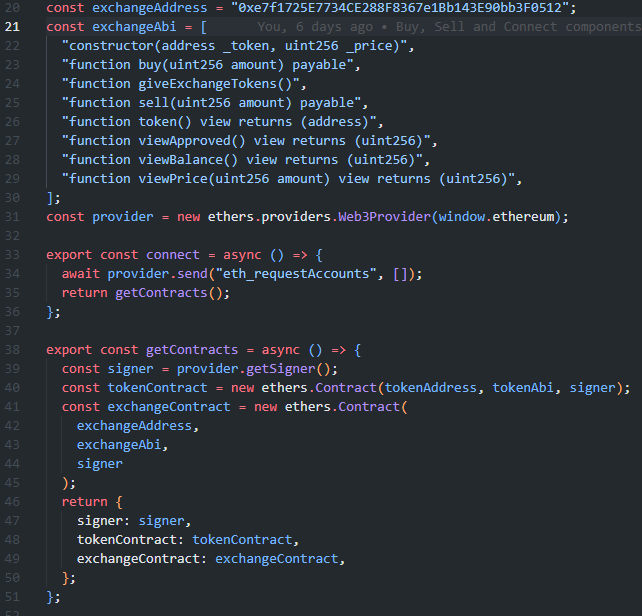 20 const exchangeAddress = "0xe7f1725E7734CE288F8367e1Bb143E90bb3F0512";
21 const exchangeAbi = [ You, 6 days ago • Buy, Sell and Connect components
22 "constructor(address _token, uint256 _price)",
23 "function buy(uint256 amount) payable",
24 "function giveExchangeTokens()",
25 "function sell(uint256 amount) payable",
26 "function token() view returns (address)",
27 "function viewApproved() view returns (uint256)",
28 "function viewBalance() view returns (uint256)",
29 "function viewPrice(uint256 amount) view returns (uint256)",
30 ];
31 const provider = new ethers.providers.Web3Provider(window.ethereum);
32
33 export const connect = async () => {
34 await provider.send("eth_requestAccounts", []);
35 return getContracts();
36 };
37
38 export const getContracts = async () => {
39 const signer = provider.getSigner();
40 const tokenContract = new ethers.Contract(tokenAddress, tokenAbi, signer);
41 const exchangeContract = new ethers.Contract(
42 exchangeAddress,
43 exchangeAbi,
44 signer
45 );
46 return {
47 signer: signer,
48 tokenContract: tokenContract,
49 exchangeContract: exchangeContract,
50 };
51 };
52